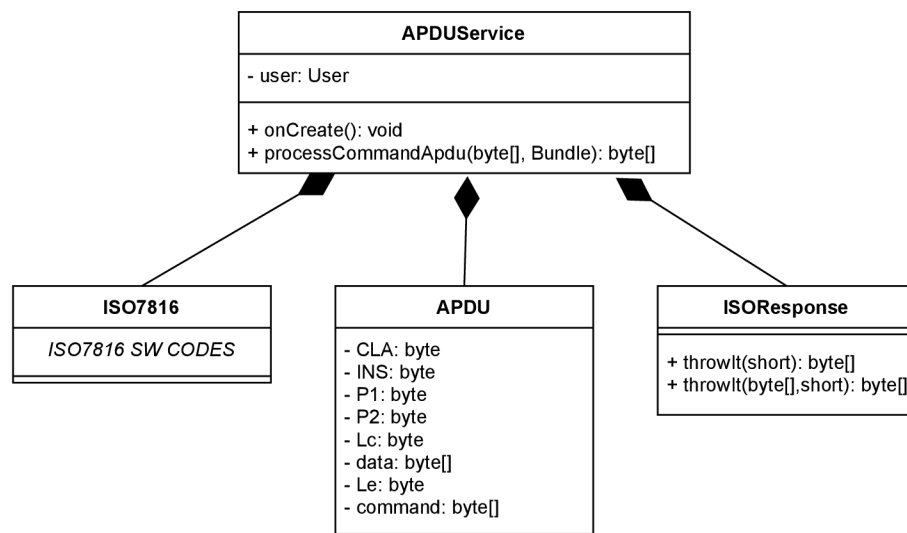 APDUService
- user: User
+ onCreate(): void
+ processCommandApdu(byte[], Bundle): byte[]
ISO7816
ISO7816 SW CODES
APDU
- CLA: byte
- INS: byte
- P1: byte
- P2: byte
- Lc: byte
- data: byte[]
- Le: byte
- command: byte[]
ISOResponse
+ throwIt(short): byte[]
+ throwIt(byte[],short): byte[]